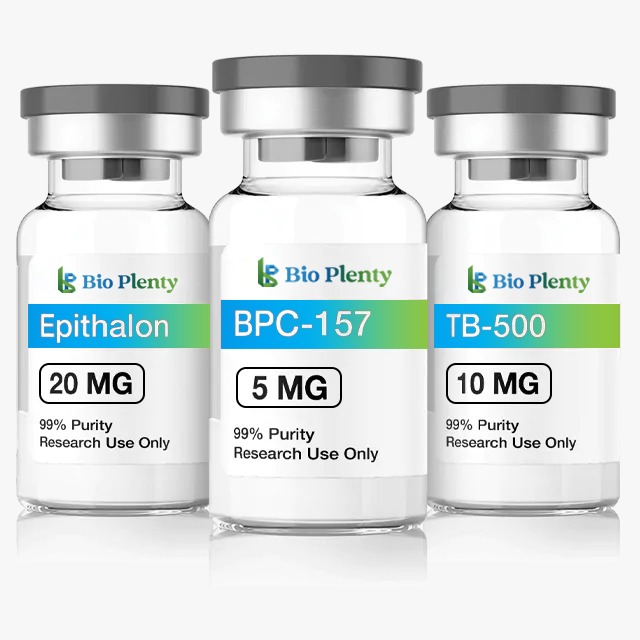 Bio Plenty
Epithalon
20 MG
99% Purity
Research Use Only
Bio Plenty
BPC-157
5 MG
99% Purity
Research Use Only
Bio Plenty
TB-500
10 MG
99% Purity
Research Use Only